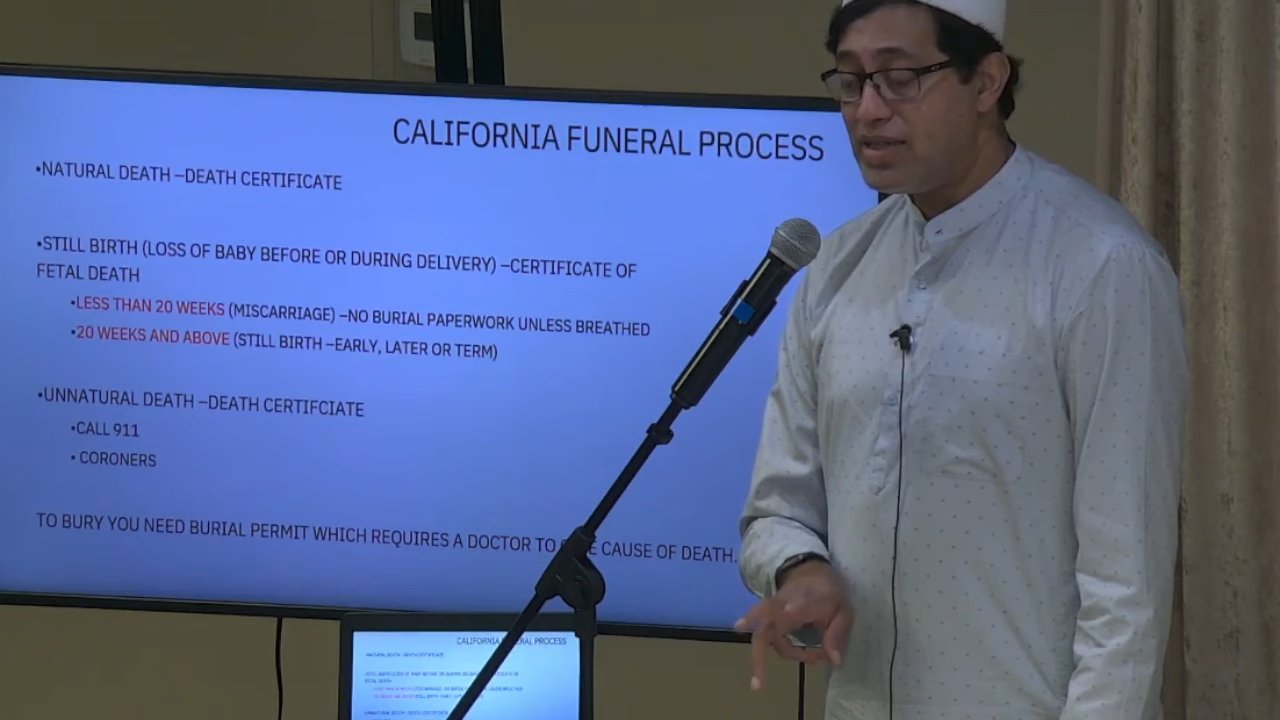 CALIFORNIA FUNERAL PROCESS
•NATURAL DEATH –DEATH CERTIFICATE
•STILL BIRTH (LOSS OF BABY BEFORE OR DURING DELIVERY) –CERTIFICATE OF
FETAL DEATH
•LESS THAN 20 WEEKS (MISCARRIAGE) –NO BURIAL PAPERWORK UNLESS BREATHED
•20 WEEKS AND ABOVE (STILL BIRTH –EARLY, LATER OR TERM)
•UNNATURAL DEATH –DEATH CERTIFCIATE
•CALL 911
• CORONERS
TO BURY YOU NEED BURIAL PERMIT WHICH REQUIRES A DOCTOR TO CAUSE OF DEATH.
CALIFORNIA PROCESS